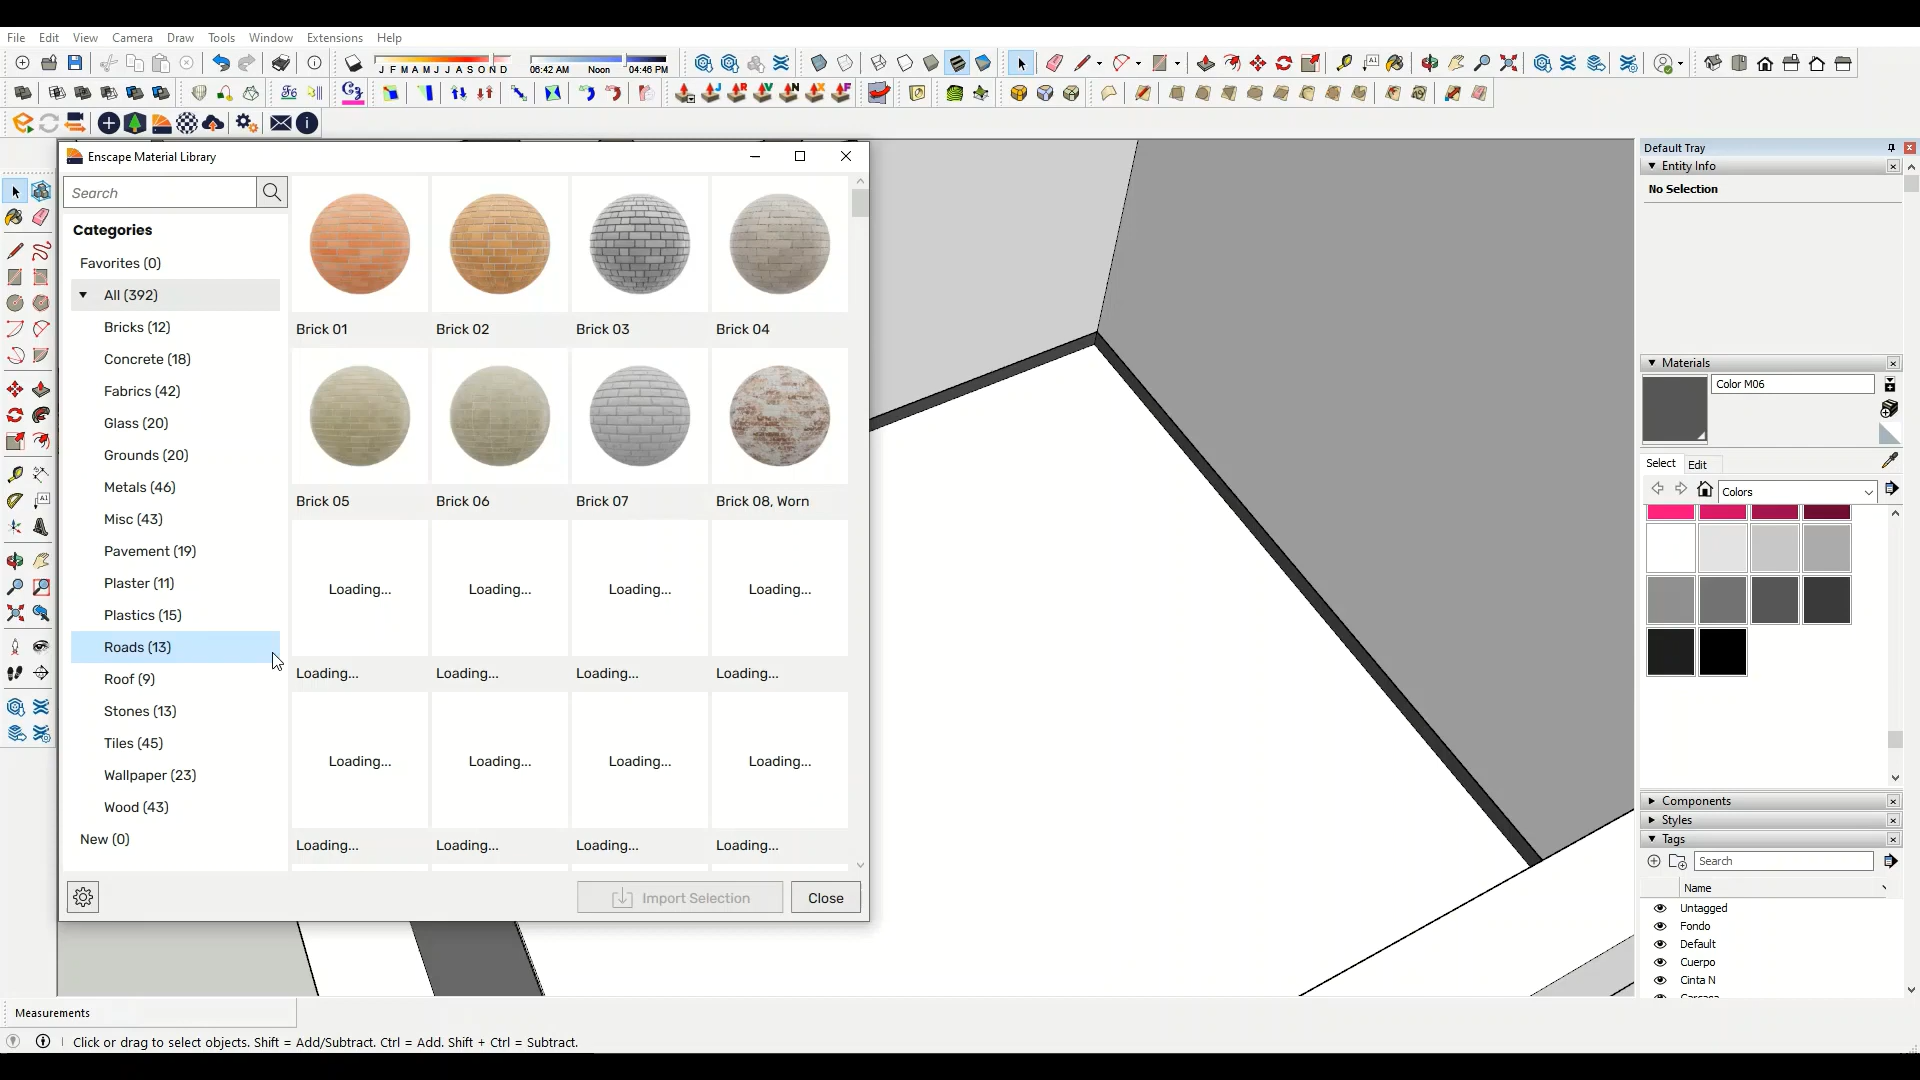 File Edit View Camera Draw Tools Window Extensions Help
J F M A M J J A S O N D
06:42 AM Noon 04:46 PM
Enscape Material Library
Search
Categories
Favorites (0)
All (392)
Bricks (12)
Concrete (18)
Fabrics (42)
Glass (20)
Grounds (20)
Metals (46)
Misc (43)
Pavement (19)
Plaster (11)
Plastics (15)
Roads (13)
Roof (9)
Stones (13)
Tiles (45)
Wallpaper (23)
Wood (43)
New (0)
Brick 01 Brick 02 Brick 03 Brick 04
Brick 05 Brick 06 Brick 07 Brick 08, Worn
Loading... Loading... Loading... Loading...
Loading... Loading... Loading... Loading...
Loading... Loading... Loading... Loading...
Loading... Loading... Loading... Loading...
Import Selection Close
Default Tray
Entity Info
No Selection
Materials
Color M06
Select Edit
Colors
Components
Styles
Tags
Search
Name
Untagged
Fondo
Default
Cuerpo
Cinta N
Measurements
Click or drag to select objects. Shift = Add/Subtract. Ctrl = Add. Shift + Ctrl = Subtract.